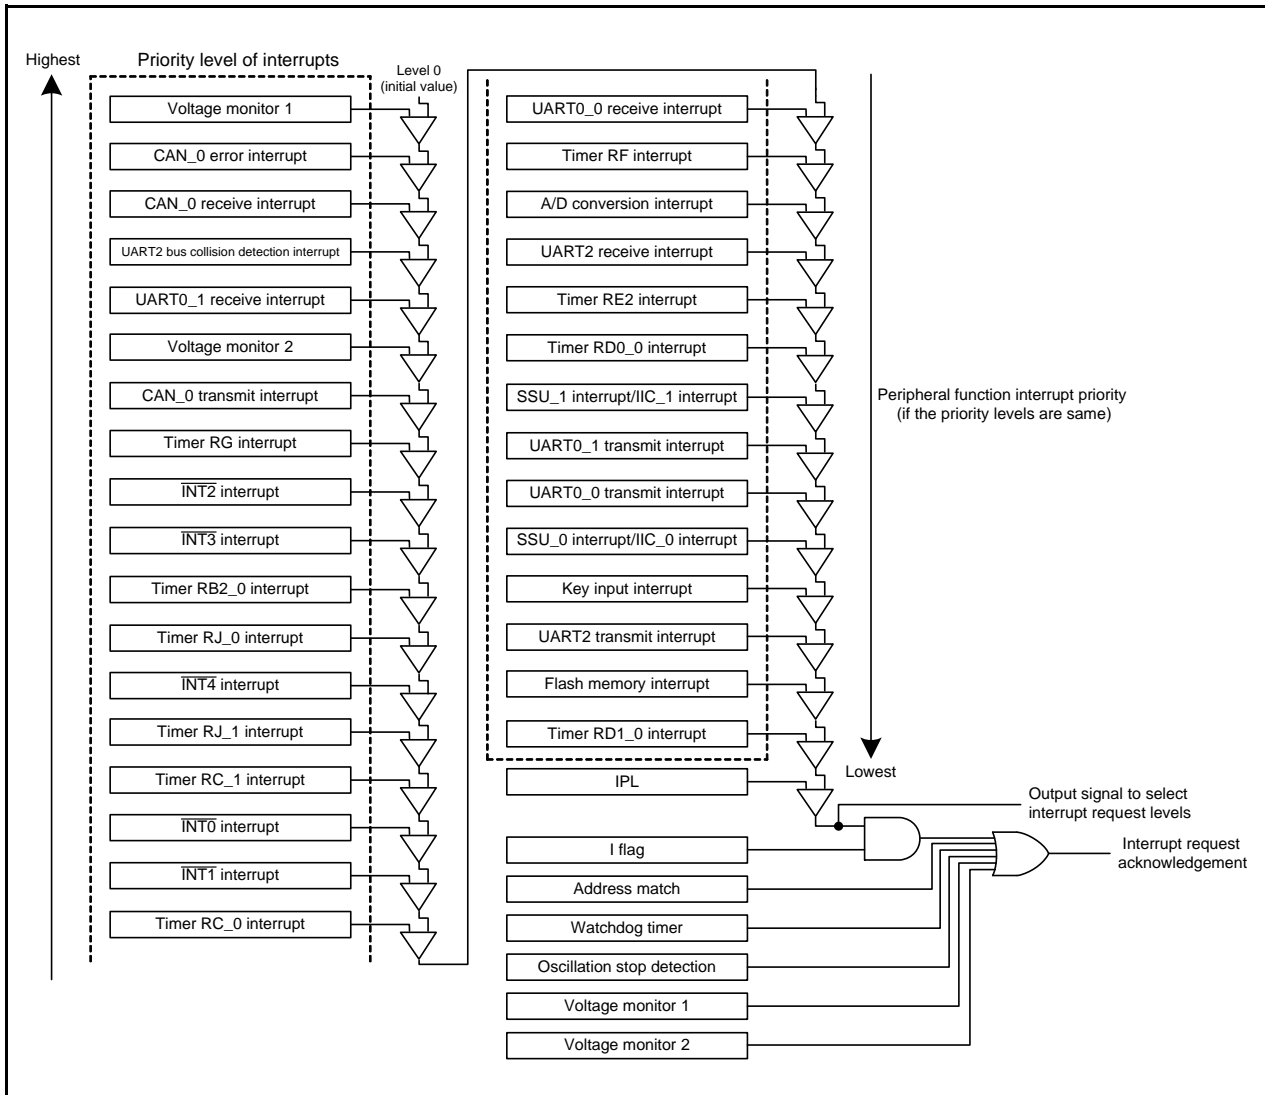 Highest
Priority level of interrupts
Level 0
(initial value)
Voltage monitor 1
CAN_0 error interrupt
CAN_0 receive interrupt
UART2 bus collision detection interrupt
UART0_1 receive interrupt
Voltage monitor 2
CAN_0 transmit interrupt
Timer RG interrupt
INT2 interrupt
INT3 interrupt
Timer RB2_0 interrupt
Timer RJ_0 interrupt
INT4 interrupt
Timer RJ_1 interrupt
Timer RC_1 interrupt
INT0 interrupt
INT1 interrupt
Timer RC_0 interrupt
UART0_0 receive interrupt
Timer RF interrupt
A/D conversion interrupt
UART2 receive interrupt
Timer RE2 interrupt
Timer RD0_0 interrupt
SSU_1 interrupt/IIC_1 interrupt
UART0_1 transmit interrupt
UART0_0 transmit interrupt
SSU_0 interrupt/IIC_0 interrupt
Key input interrupt
UART2 transmit interrupt
Flash memory interrupt
Timer RD1_0 interrupt
IPL
I flag
Address match
Watchdog timer
Oscillation stop detection
Voltage monitor 1
Voltage monitor 2
Peripheral function interrupt priority
(if the priority levels are same)
Lowest
Output signal to select
interrupt request levels
Interrupt request
acknowledgement